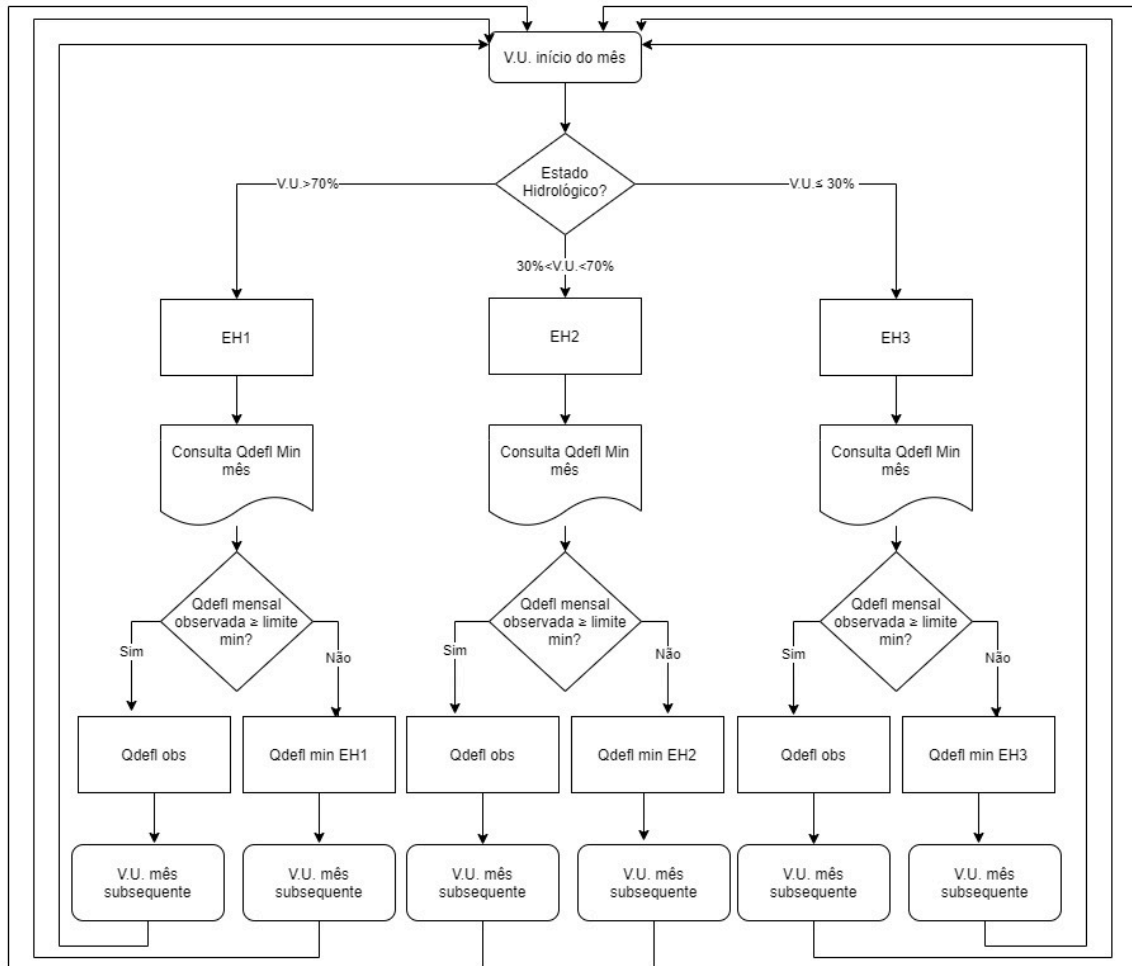 V.U. início do mês
Estado
Hidrológico?
V.U.>70%
V.U.≤ 30%
30%<V.U.<70%
EH1
EH2
EH3
Consulta Qdefl Min
mês
Consulta Qdefl Min
mês
Consulta Qdefl Min
mês
Qdefl mensal
observada ≥ limite
min?
Qdefl mensal
observada ≥ limite
min?
Qdefl mensal
observada ≥ limite
min?
Sim
Não
Sim
Não
Sim
Não
Qdefl obs
Qdefl min EH1
Qdefl obs
Qdefl min EH2
Qdefl obs
Qdefl min EH3
V.U. mês
subsequente
V.U. mês
subsequente
V.U. mês
subsequente
V.U. mês
subsequente
V.U. mês
subsequente
V.U. mês
subsequente